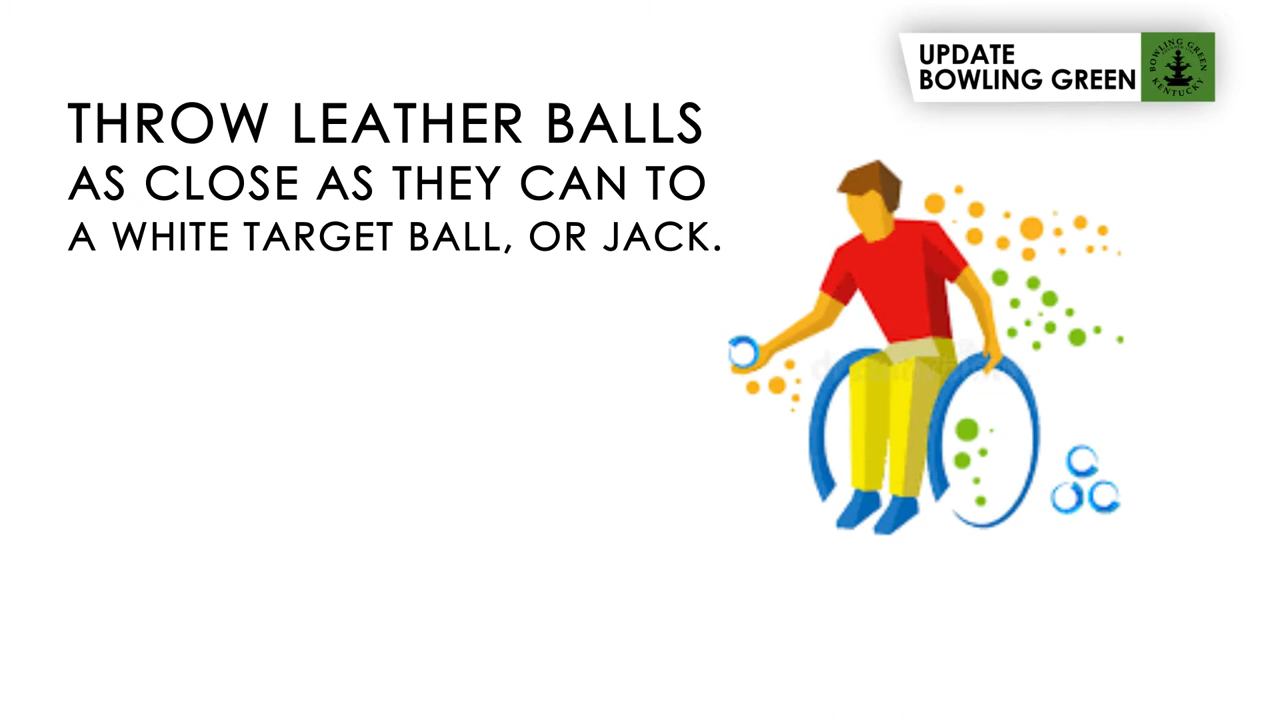 UPDATE
BOWLING GREEN
BOWLING GREEN
KENTUCKY
THROW LEATHER BALLS
AS CLOSE AS THEY CAN TO
A WHITE TARGET BALL, OR JACK.